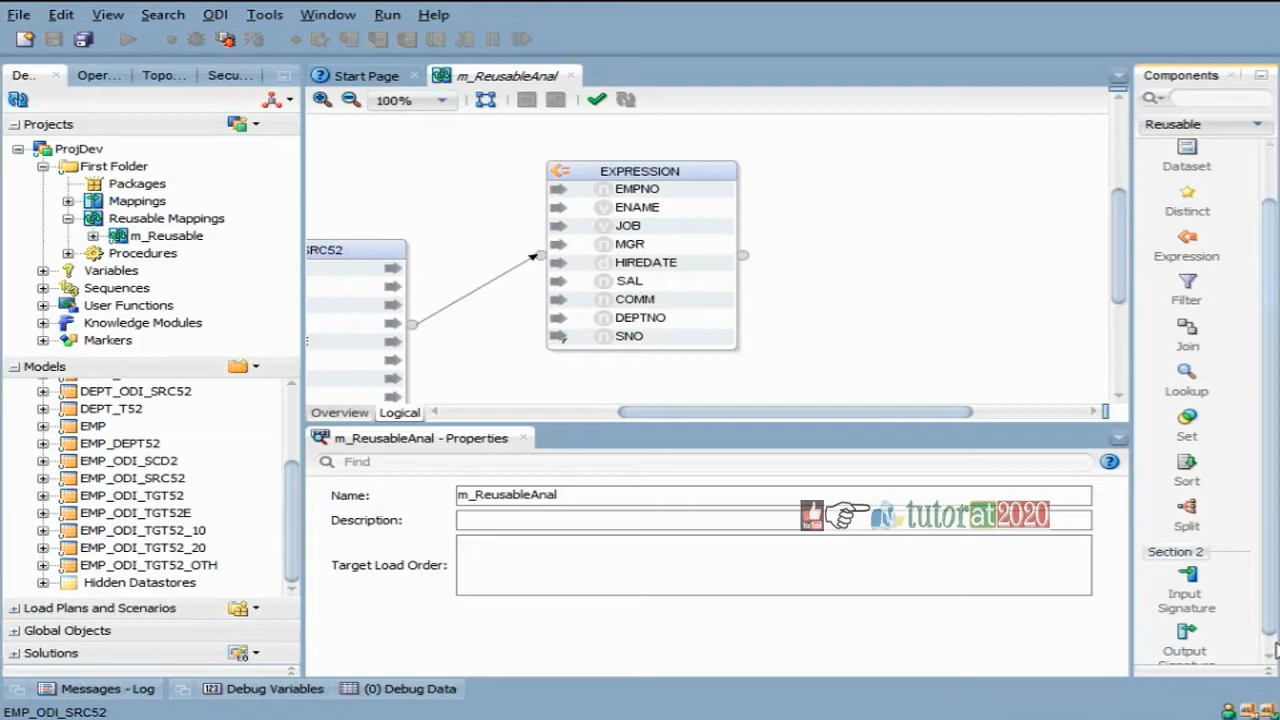 File Edit View Search ODI Tools Window Run Help
De... Oper... Topo... Secu...
Projects
ProjDev
First Folder
Packages
Mappings
Reusable Mappings
m_Reusable
Procedures
Variables
Sequences
User Functions
Knowledge Modules
Markers
Models
DEPT_ODI_SRC52
DEPT_T52
EMP
EMP_DEPT52
EMP_ODI_SCD2
EMP_ODI_SRC52
EMP_ODI_TGT52
EMP_ODI_TGT52E
EMP_ODI_TGT52_10
EMP_ODI_TGT52_20
EMP_ODI_TGT52_OTH
Hidden Datastores
Load Plans and Scenarios
Global Objects
Solutions
Start Page m_ReusableAnal
100%
SRC52
EXPRESSION
EMPNO
ENAME
JOB
MGR
HIREDATE
SAL
COMM
DEPTNO
SNO
Overview Logical
m_ReusableAnal - Properties
Find
Name: m_ReusableAnal
Description:
Target Load Order:
tutorat2020
Components
Reusable
Dataset
Distinct
Expression
Filter
Join
Lookup
Set
Sort
Split
Section 2
Input
Signature
Output
Signature
Messages - Log Debug Variables (0) Debug Data
EMP_ODI_SRC52